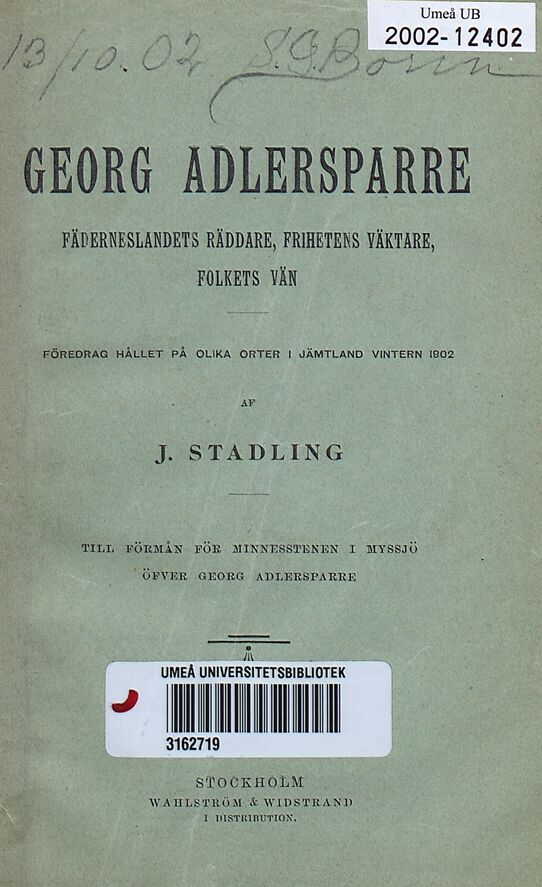 Umeå UB
2002-12402
13/10.02 S.G. Borin
GEORG ADLERSPARRE
FÄDERNESLANDETS RÄDDARE, FRIHETENS VÄKTARE,
FOLKETS VÄN
FÖREDRAG HÅLLET PÅ OLIKA ORTER I JÄMTLAND VINTERN 1902
AF
J. STADLING
TILL FÖRMÅN FÖR MINNESSTENEN I MYSSJÖ
ÖFVER GEORG ADLERSPARRE
UMEÅ UNIVERSITETSBIBLIOTEK
3162719
STOCKHOLM
WAHLSTRÖM & WIDSTRAND
I DISTRIBUTION.